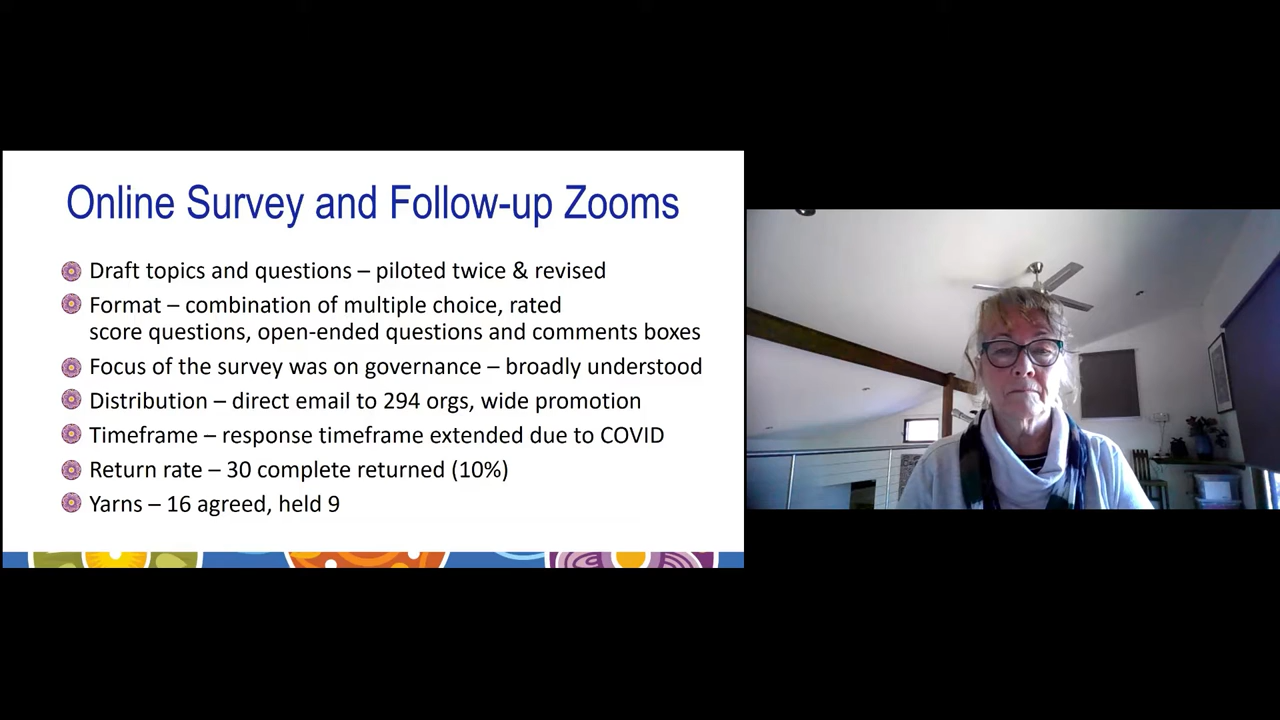 Online Survey and Follow-up Zooms
Draft topics and questions – piloted twice & revised
Format – combination of multiple choice, rated
score questions, open-ended questions and comments boxes
Focus of the survey was on governance – broadly understood
Distribution – direct email to 294 orgs, wide promotion
Timeframe – response timeframe extended due to COVID
Return rate – 30 complete returned (10%)
Yarns – 16 agreed, held 9